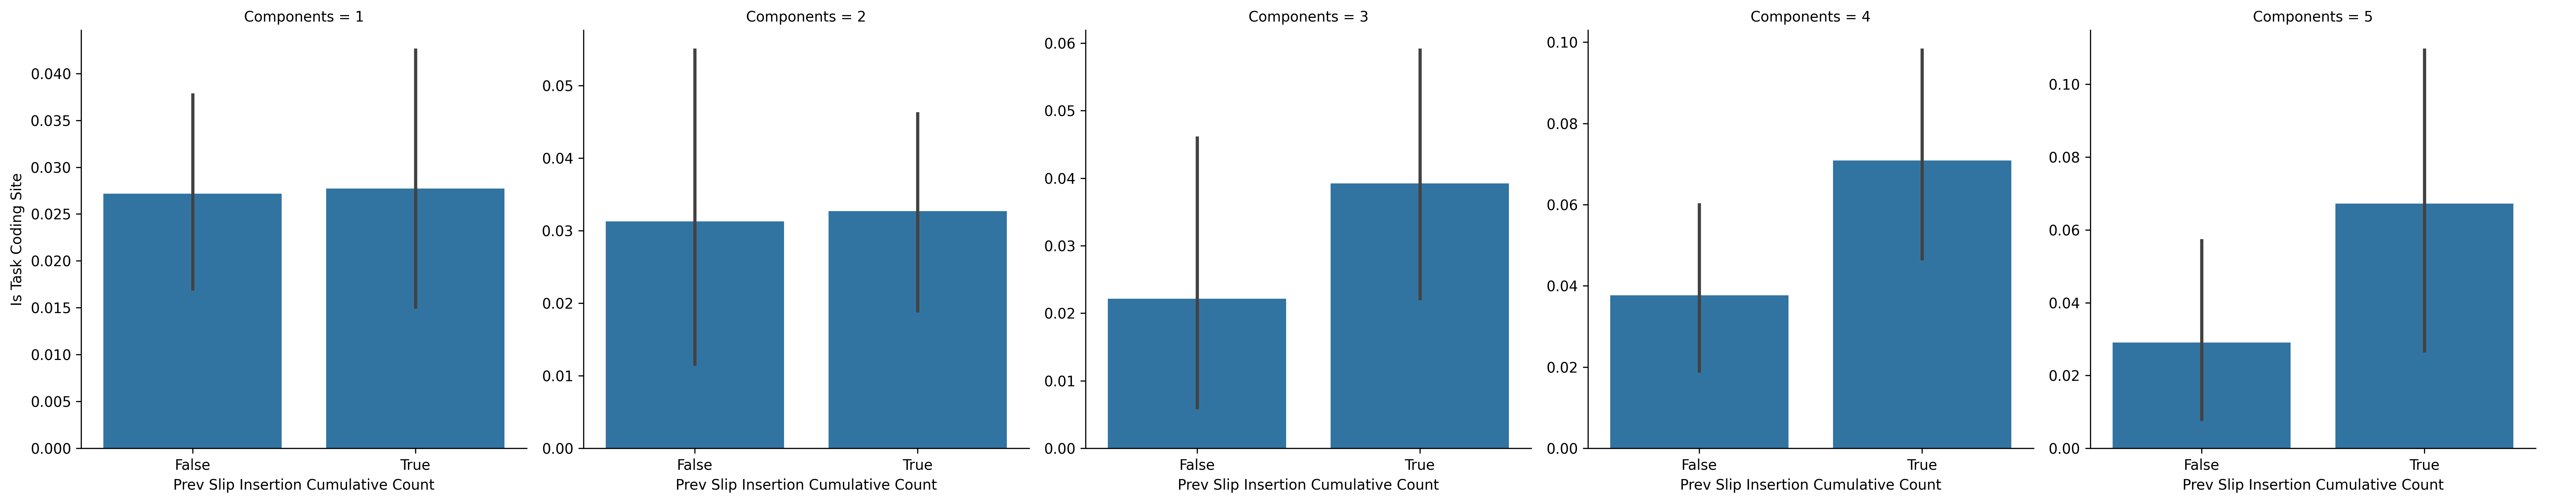 Components = 1
Components = 2
Components = 3
Components = 4
Components = 5
Is Task Coding Site
0.040
0.035
0.030
0.025
0.020
0.015
0.010
0.005
0.000
False
True
Prev Slip Insertion Cumulative Count
0.05
0.04
0.03
0.02
0.01
0.00
False
True
Prev Slip Insertion Cumulative Count
0.06
0.05
0.04
0.03
0.02
0.01
0.00
False
True
Prev Slip Insertion Cumulative Count
0.10
0.08
0.06
0.04
0.02
0.00
False
True
Prev Slip Insertion Cumulative Count
0.10
0.08
0.06
0.04
0.02
0.00
False
True
Prev Slip Insertion Cumulative Count